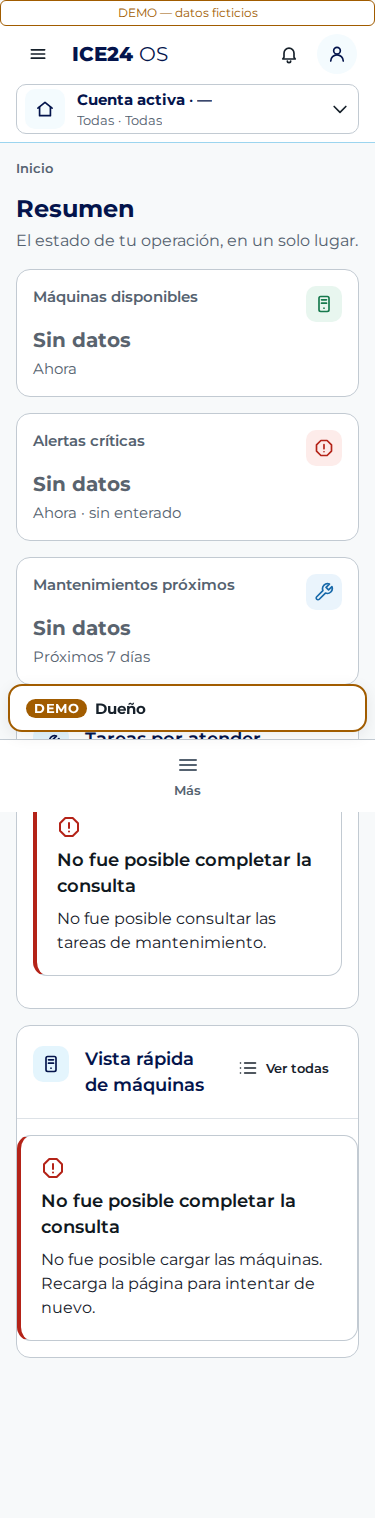 DEMO — datos ficticios
ICE24 OS
Cuenta activa · —
Todas · Todas
Inicio
Resumen
El estado de tu operación, en un solo lugar.
Máquinas disponibles
Sin datos
Ahora
Alertas críticas
Sin datos
Ahora · sin enterado
Mantenimientos próximos
Sin datos
Próximos 7 días
DEMO Dueño
Tareas por atender
Más
No fue posible completar la
consulta
No fue posible consultar las
tareas de mantenimiento.
Vista rápida
de máquinas
Ver todas
No fue posible completar la
consulta
No fue posible cargar las máquinas.
Recarga la página para intentar de
nuevo.